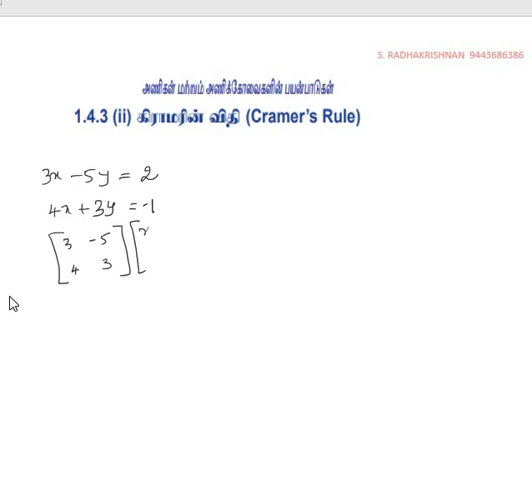 S. RADHAKRISHNAN 9443686386
அணிகள் மற்றும் அணிக்கோவைகளின் பயன்பாடுகள்
1.4.3 (ii) கிராமரின் விதி (Cramer's Rule)
3x - 5y = 2
4x + 3y = -1
[3 -5 [x
4 3]